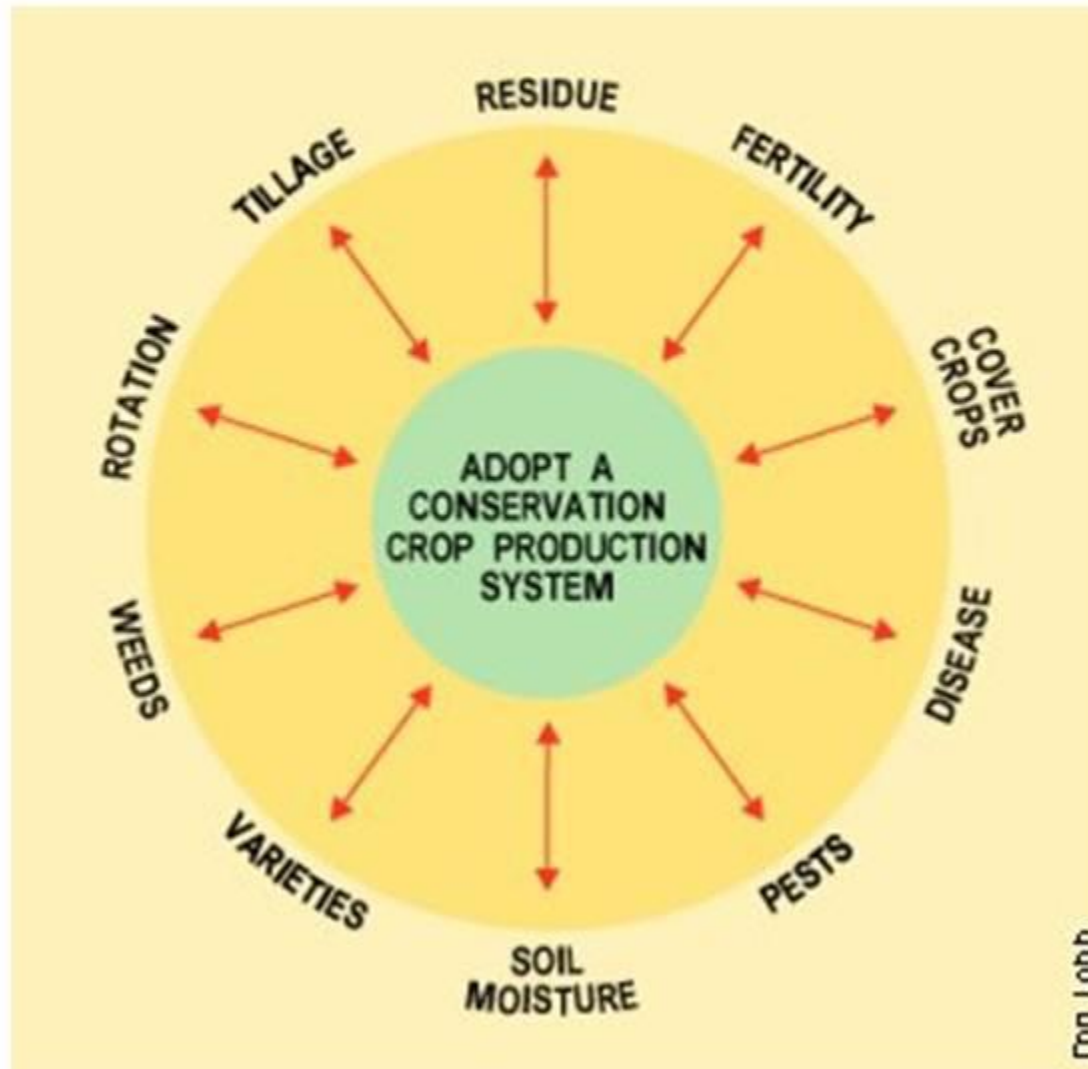 RESIDUE
FERTILITY
COVER
CROPS
DISEASE
PESTS
SOIL
MOISTURE
VARIETIES
WEEDS
ROTATION
TILLAGE
ADOPT A
CONSERVATION
CROP PRODUCTION
SYSTEM